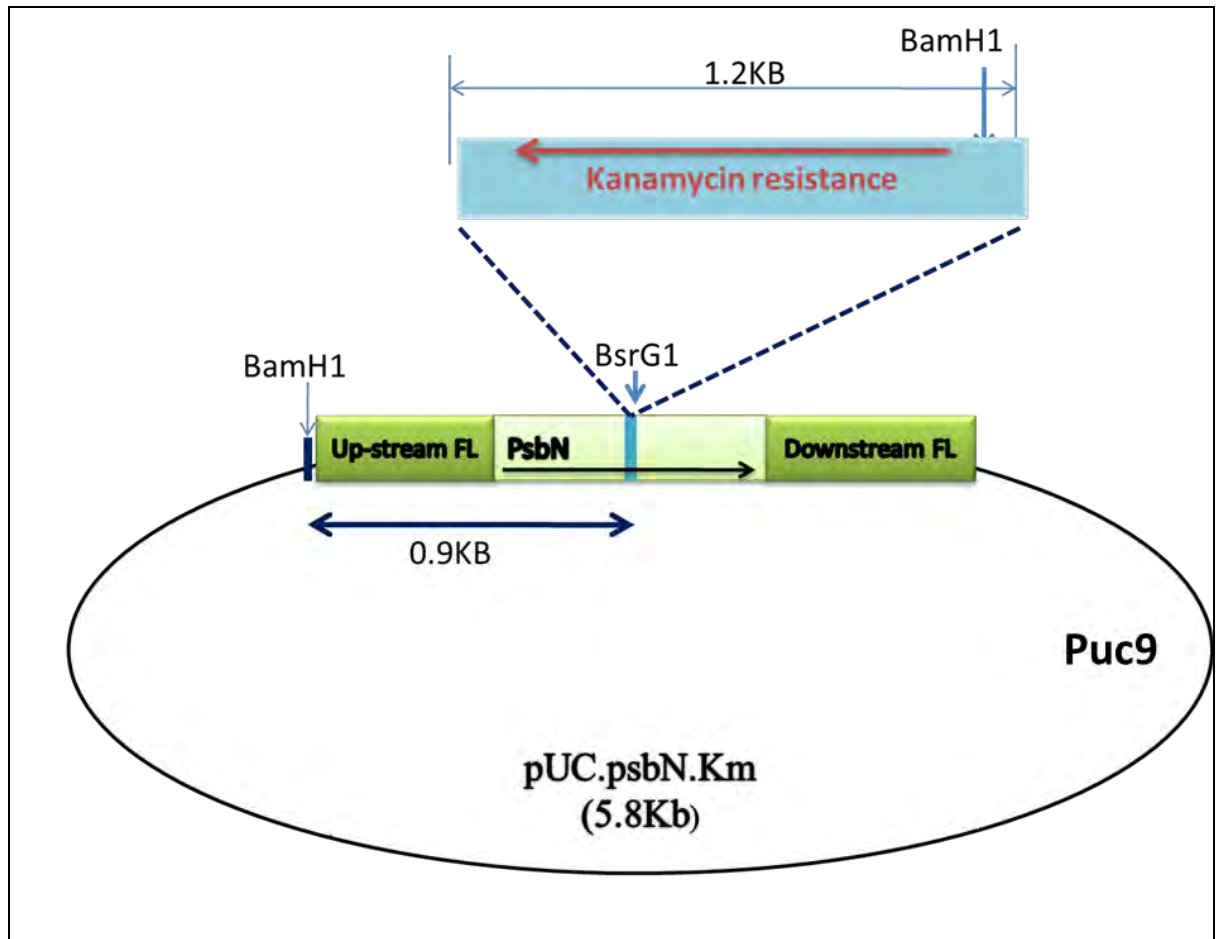 BamH1
1.2KB
Kanamycin resistance
BsrG1
BamH1
Up-stream FL
PsbN
Downstream FL
0.9KB
Puc9
pUC.psbN.Km
(5.8Kb)